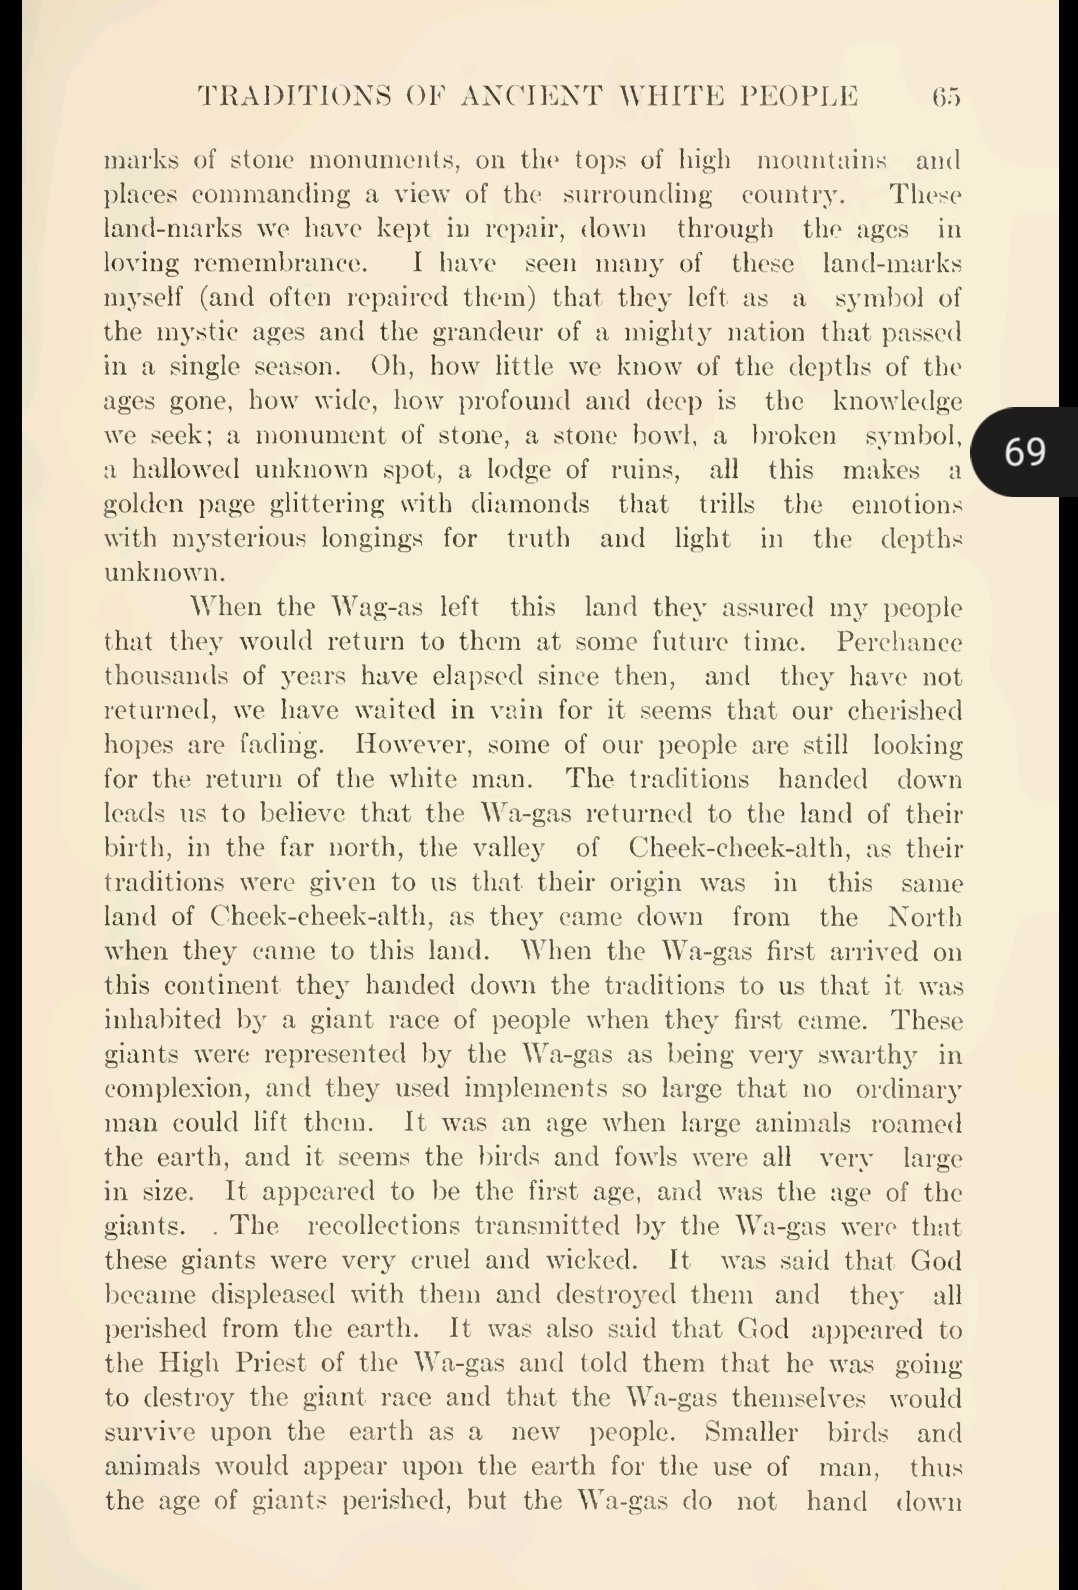 TRADITIONS OF ANCIENT WHITE PEOPLE 65
marks of stone monuments, on the tops of high mountains and
places commanding a view of the surrounding country. These
land-marks we have kept in repair, down through the ages in
loving remembrance. I have seen many of these land-marks
myself (and often repaired them) that they left as a symbol of
the mystic ages and the grandeur of a mighty nation that passed
in a single season. Oh, how little we know of the depths of the
ages gone, how wide, how profound and deep is the knowledge
we seek; a monument of stone, a stone bowl, a broken symbol,
a hallowed unknown spot, a lodge of ruins, all this makes a
69
golden page glittering with diamonds that trills the emotions
with mysterious longings for truth and light in the depths
unknown.
When the Wag-as left this land they assured my people
that they would return to them at some future time. Perchance
thousands of years have elapsed since then, and they have not
returned, we have waited in vain for it seems that our cherished
hopes are fading. However, some of our people are still looking
for the return of the white man. The traditions handed down
leads us to believe that the Wa-gas returned to the land of their
birth, in the far north, the valley of Cheek-cheek-alth, as their
traditions were given to us that their origin was in this same
land of Cheek-cheek-alth, as they came down from the North
when they came to this land. When the Wa-gas first arrived on
this continent they handed down the traditions to us that it was
inhabited by a giant race of people when they first came. These
giants were represented by the Wa-gas as being very swarthy in
complexion, and they used implements so large that no ordinary
man could lift them. It was an age when large animals roamed
the earth, and it seems the birds and fowls were all very large
in size. It appeared to be the first age, and was the age of the
giants. . The recollections transmitted by the Wa-gas were that
these giants were very cruel and wicked. It was said that God
became displeased with them and destroyed them and they all
perished from the earth. It was also said that God appeared to
the High Priest of the Wa-gas and told them that he was going
to destroy the giant race and that the Wa-gas themselves would
survive upon the earth as a new people. Smaller birds and
animals would appear upon the earth for the use of man, thus
the age of giants perished, but the Wa-gas do not hand down